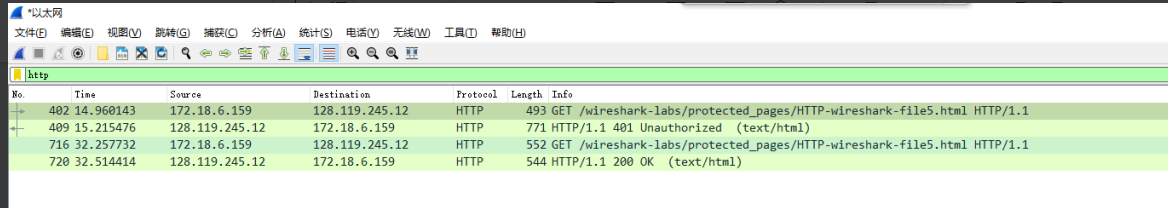 *以太网
文件(F) 编辑(E) 视图(V) 跳转(G) 捕获(C) 分析(A) 统计(S) 电话(Y) 无线(W) 工具(T) 帮助(H)
http
No. Time Source Destination Protocol Length Info
402 14.960143 172.18.6.159 128.119.245.12 HTTP 493 GET /wireshark-labs/protected_pages/HTTP-wireshark-file5.html HTTP/1.1
409 15.215476 128.119.245.12 172.18.6.159 HTTP 771 HTTP/1.1 401 Unauthorized (text/html)
716 32.257732 172.18.6.159 128.119.245.12 HTTP 552 GET /wireshark-labs/protected_pages/HTTP-wireshark-file5.html HTTP/1.1
720 32.514414 128.119.245.12 172.18.6.159 HTTP 544 HTTP/1.1 200 OK (text/html)